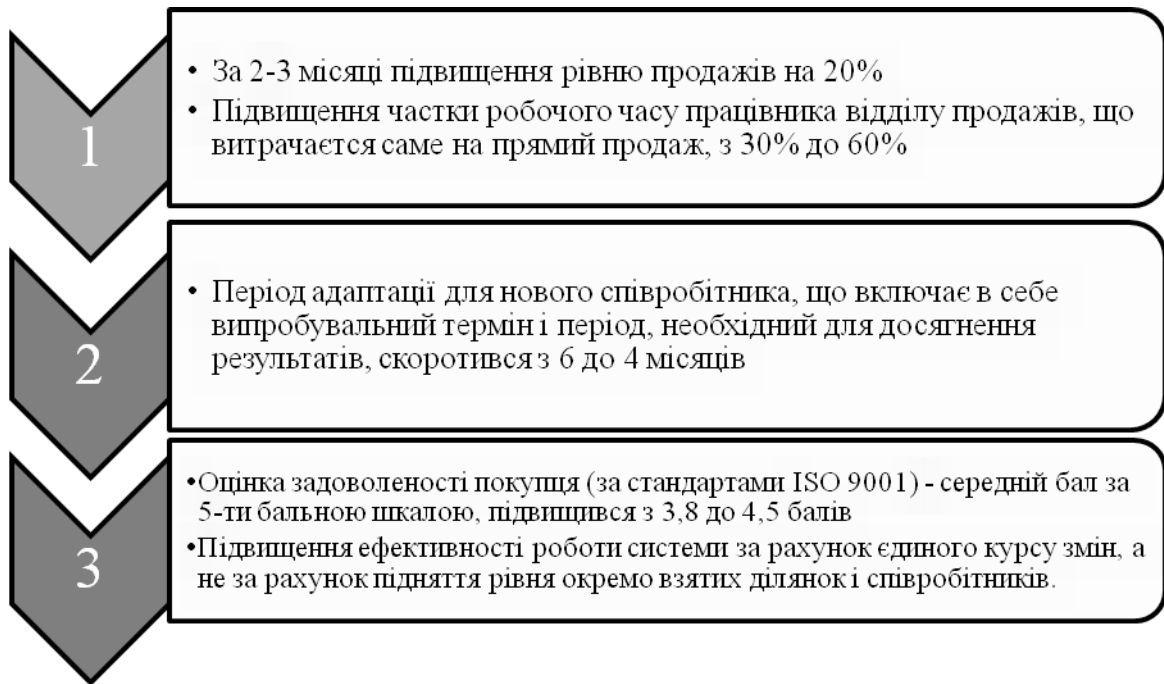 1
• За 2-3 місяці підвищення рівню продажів на 20%
• Підвищення частки робочого часу працівника відділу продажів, що
витрачаєтся саме на прямий продаж, з 30% до 60%
2
• Період адаптації для нового співробітника, що включає в себе
випробувальний термін і період, необхідний для досягнення
результатів, скоротився з 6 до 4 місяців
3
•Оцінка задоволеності покупця (за стандартами ISO 9001) - середній бал за
5-ти бальною шкалою, підвищився з 3,8 до 4,5 балів
•Підвищення ефективності роботи системи за рахунок єдиного курсу змін, а
не за рахунок підняття рівня окремо взятих ділянок і співробітників.